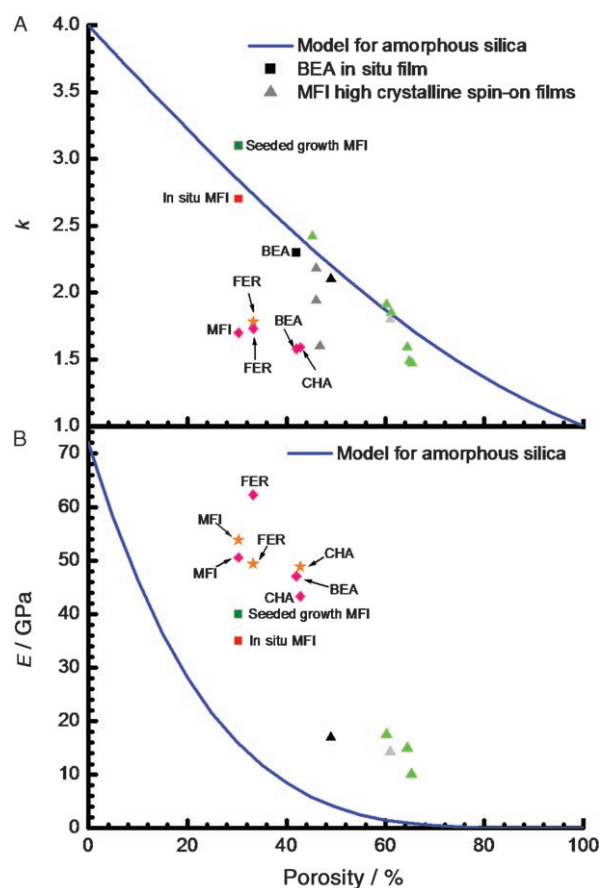 A
4.0
Model for amorphous silica
BEA in situ film
MFI high crystalline spin-on films
3.5
Seeded growth MFI
3.0
In situ MFI
k
2.5
BEA
FER
2.0
MFI
BEA
1.5
FER
CHA
1.0
B
70
Model for amorphous silica
FER
60
MFI
FER
CHA
50
MFI
BEA
CHA
40
Seeded growth MFI
In situ MFI
E / GPa
30
20
10
0
0 20 40 60 80 100
Porosity / %